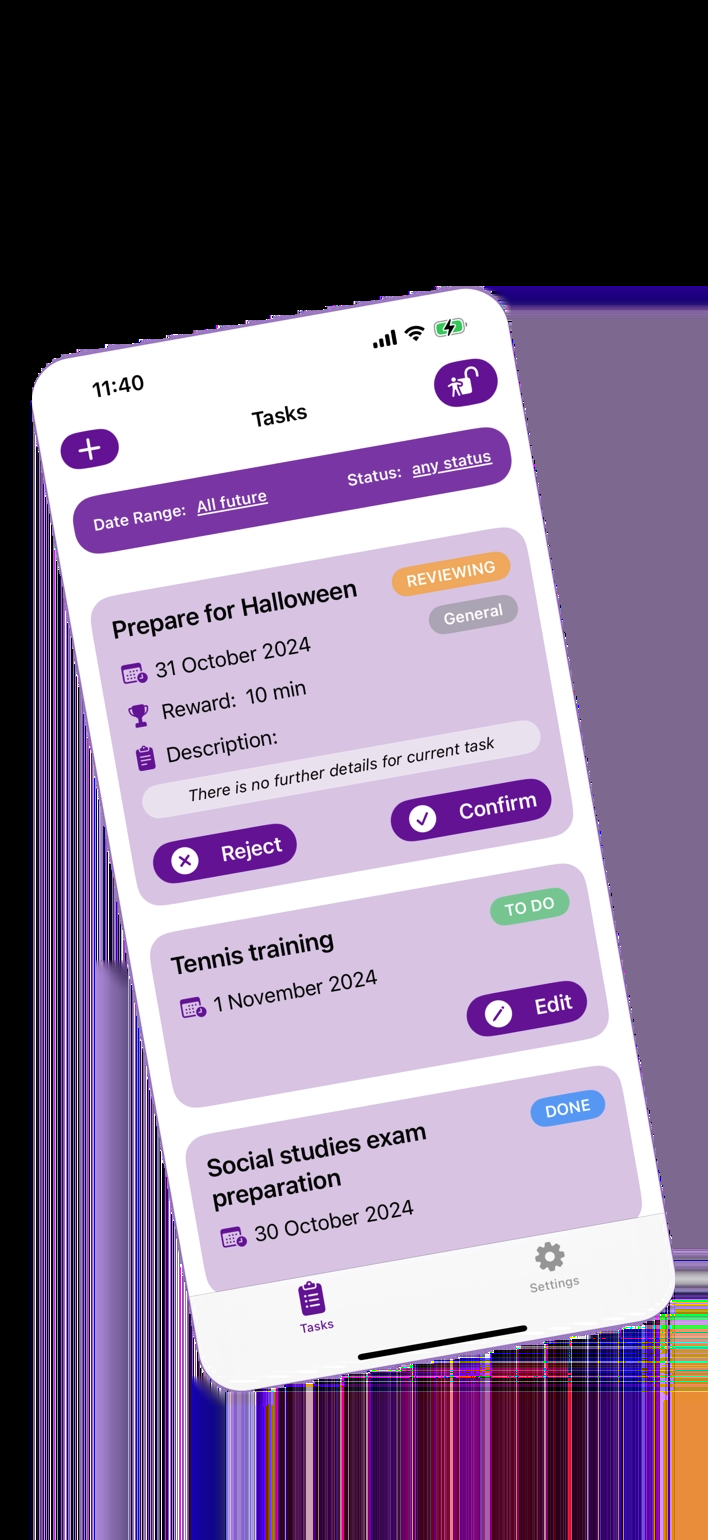 11:40
Tasks
Date Range: All future
Status: any status
Prepare for Halloween
REVIEWING
General
31 October 2024
Reward: 10 min
Description:
There is no further details for current task
Reject
Confirm
Tennis training
TO DO
1 November 2024
Edit
Social studies exam
preparation
DONE
30 October 2024
Tasks
Settings